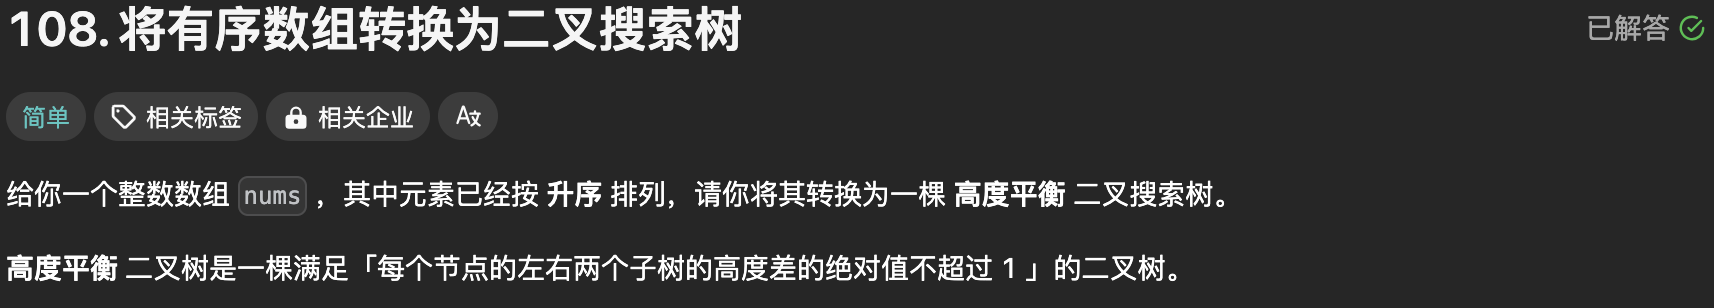 108. 将有序数组转换为二叉搜索树
已解答
简单 相关标签 相关企业 A文
给你一个整数数组 nums ，其中元素已经按 升序 排列，请你将其转换为一棵 高度平衡 二叉搜索树。
高度平衡 二叉树是一棵满足「每个节点的左右两个子树的高度差的绝对值不超过 1 」的二叉树。